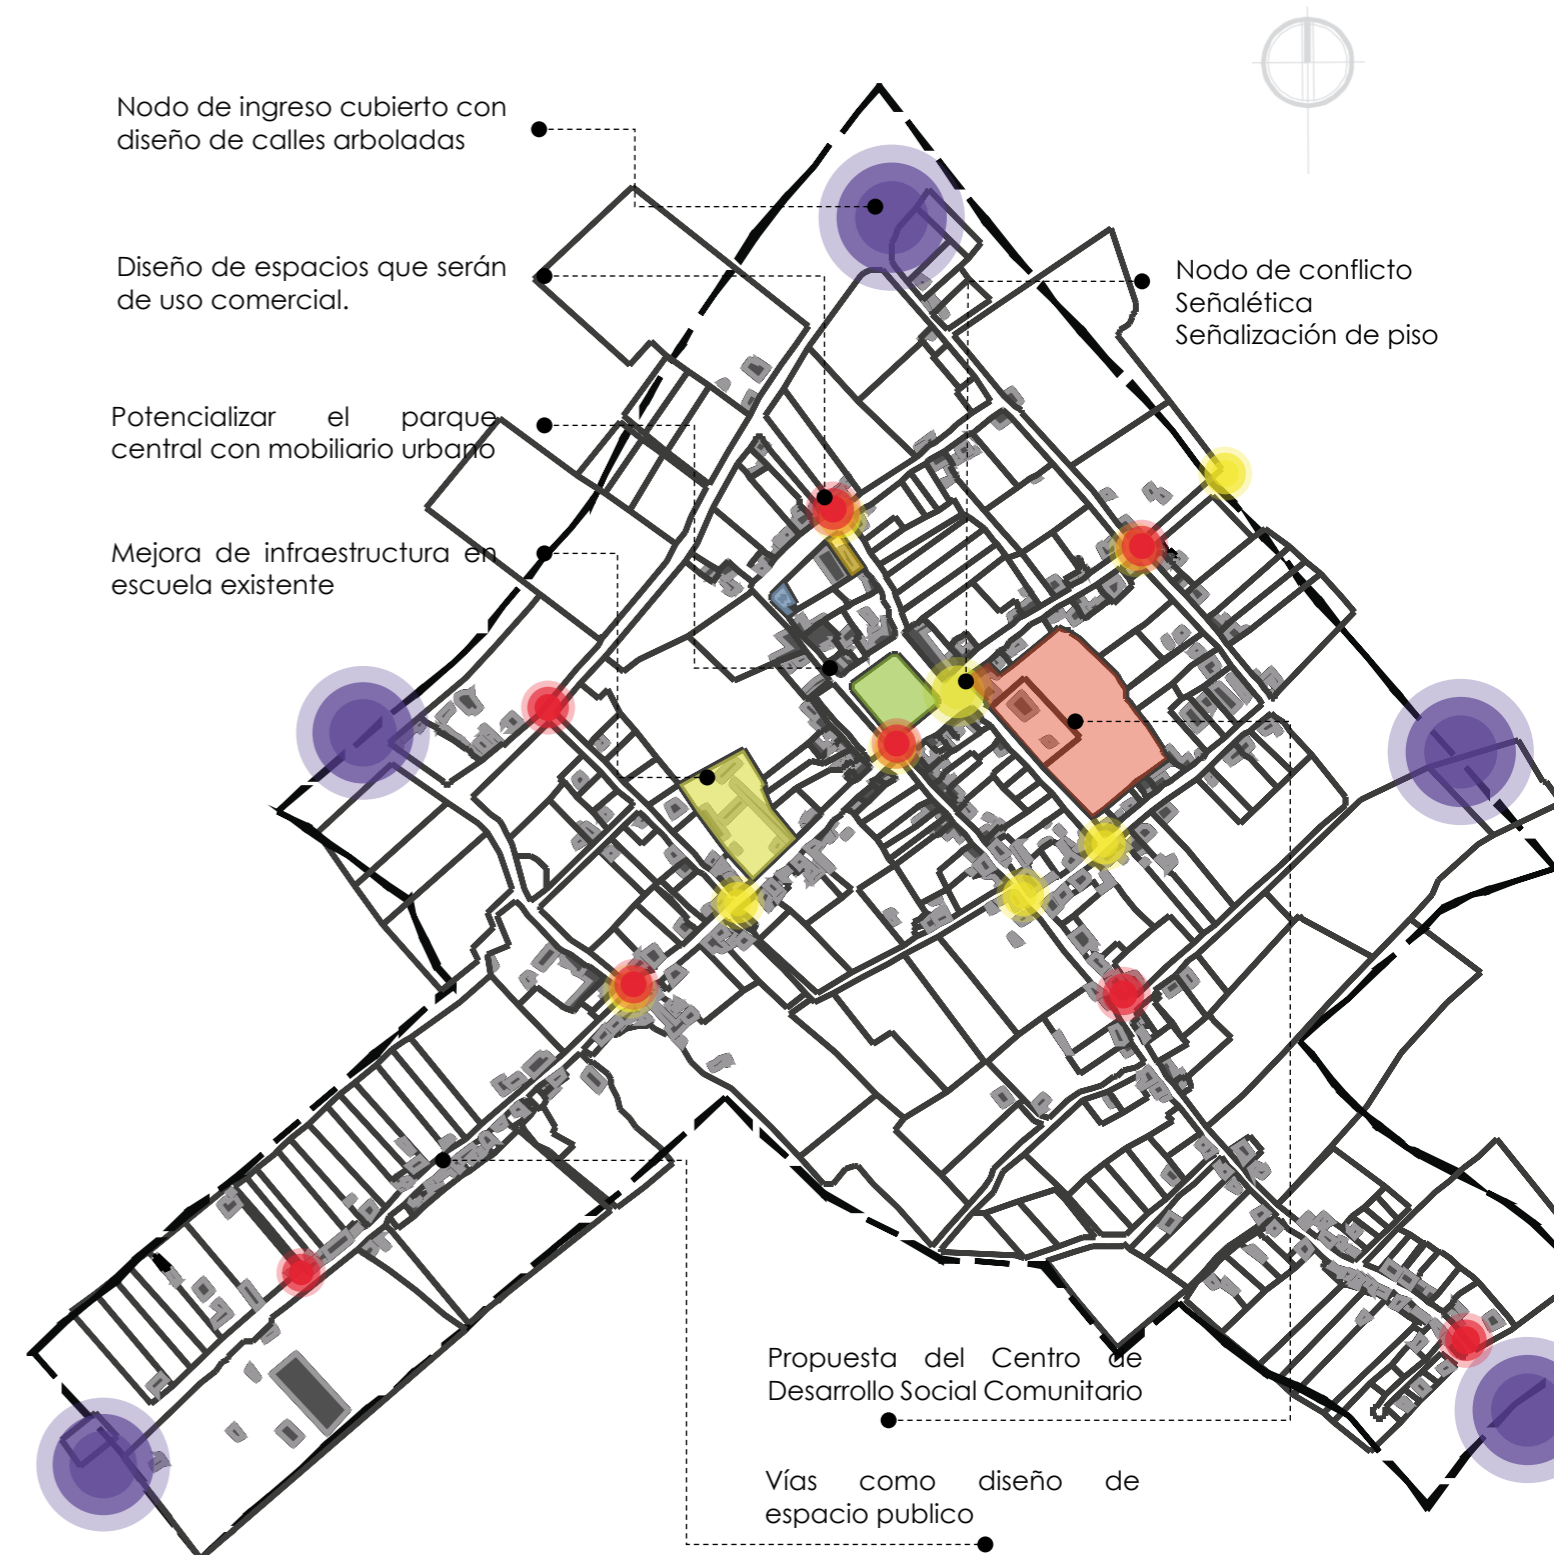 Nodo de ingreso cubierto con
diseño de calles arboladas
Diseño de espacios que serán
de uso comercial.
Nodo de conflicto
Señalética
Señalización de piso
Potencializar el parque
central con mobiliario urbano
Mejora de infraestructura en
escuela existente
Propuesta del Centro de
Desarrollo Social Comunitario
Vías como diseño de
espacio publico